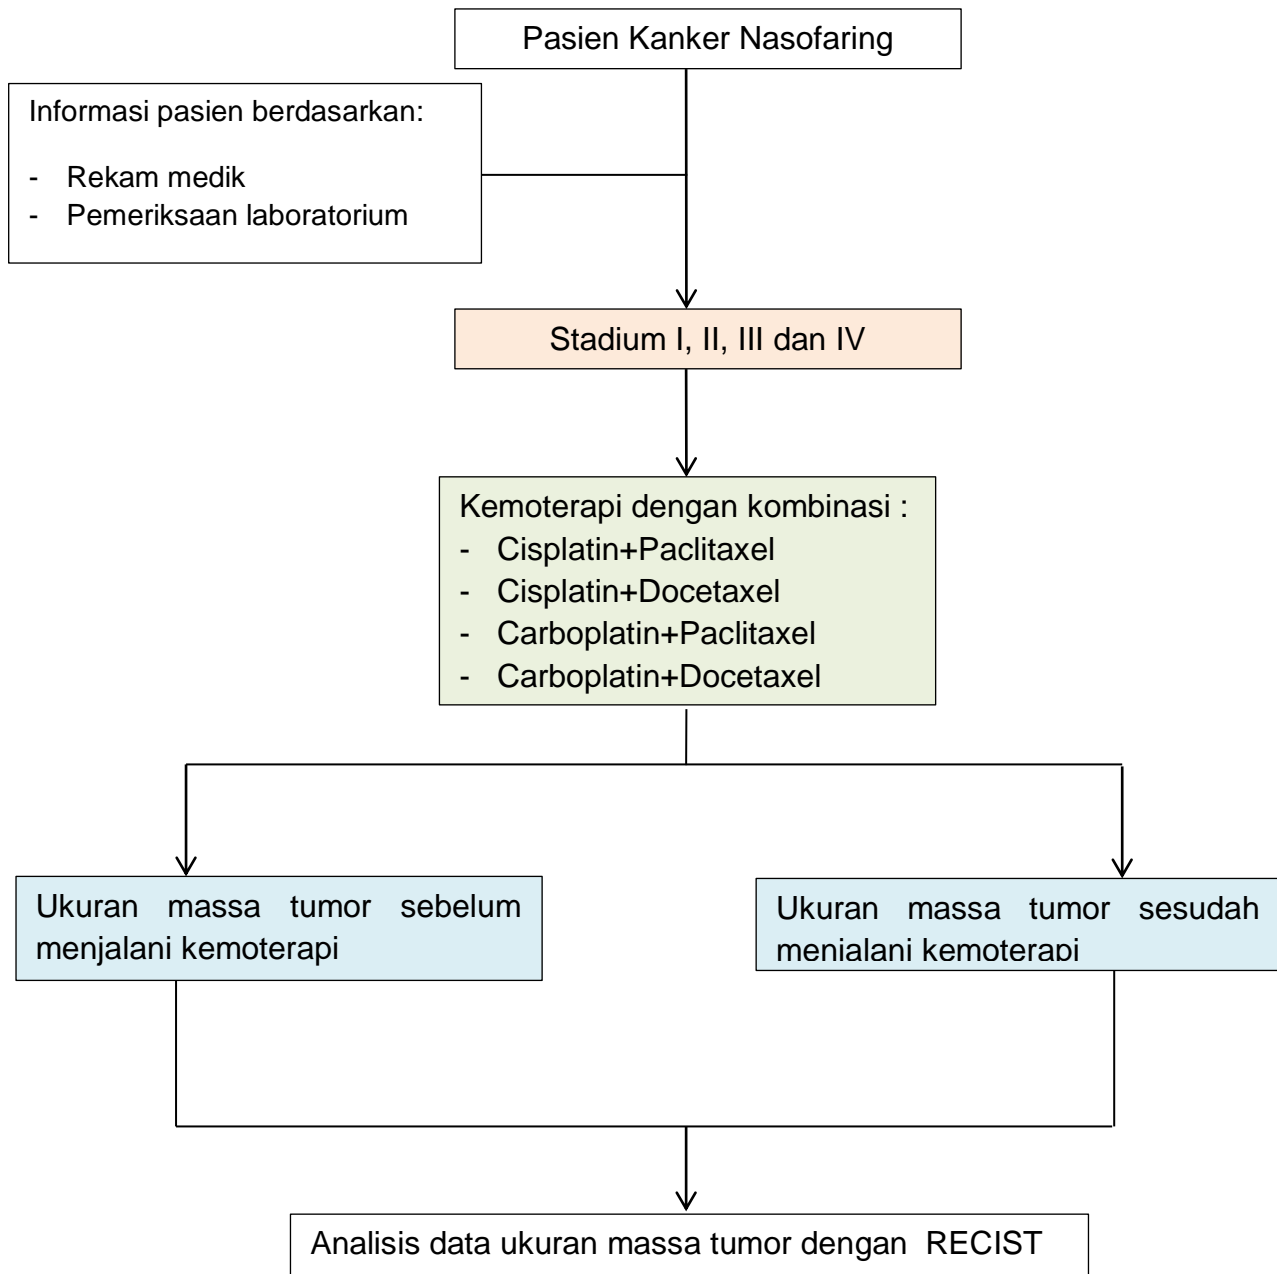 Pasien Kanker Nasofaring
Informasi pasien berdasarkan:
- Rekam medik
- Pemeriksaan laboratorium
Stadium I, II, III dan IV
Kemoterapi dengan kombinasi :
- Cisplatin+Paclitaxel
- Cisplatin+Docetaxel
- Carboplatin+Paclitaxel
- Carboplatin+Docetaxel
Ukuran massa tumor sebelum
menjalani kemoterapi
Ukuran massa tumor sesudah
menjalani kemoterapi
Analisis data ukuran massa tumor dengan RECIST